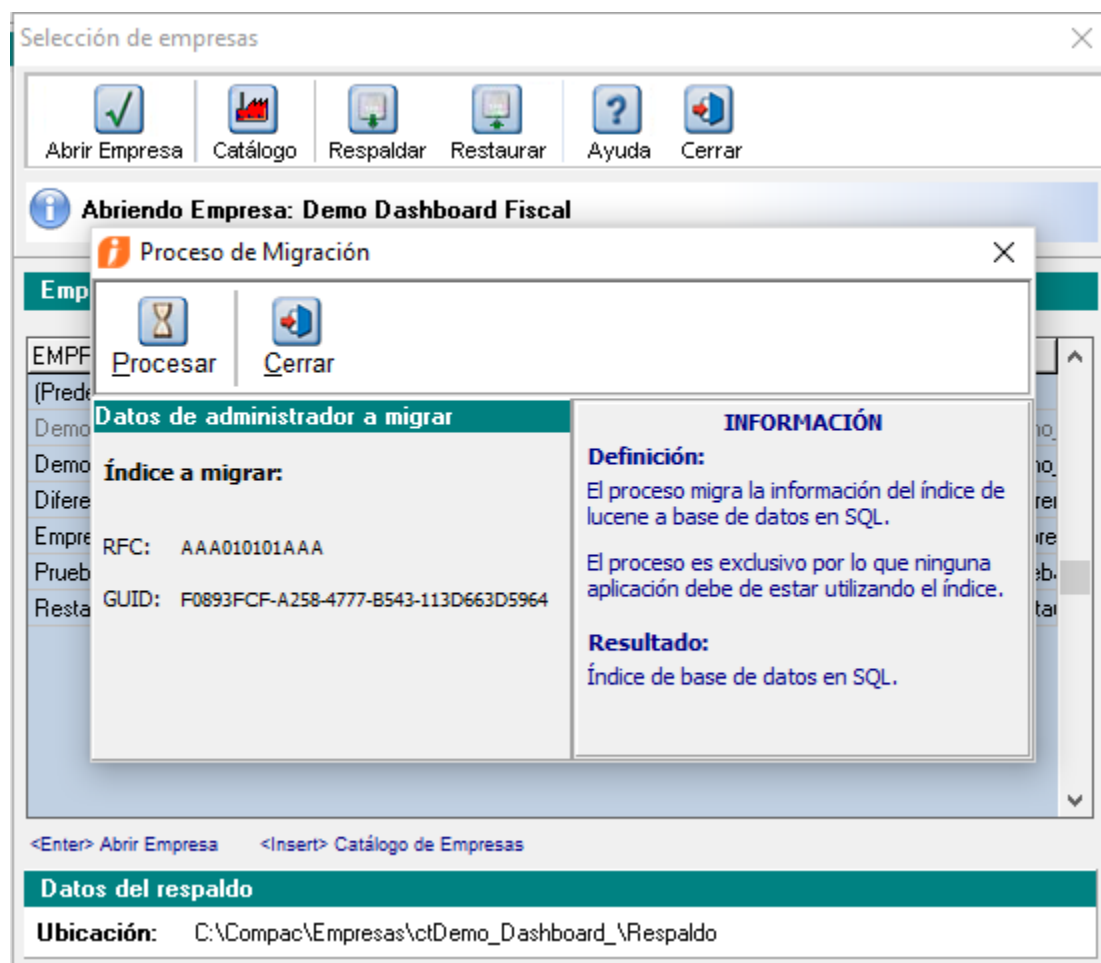 Selección de empresas
Abrir Empresa Catálogo Respaldar Restaurar Ayuda Cerrar
Abriendo Empresa: Demo Dashboard Fiscal
Proceso de Migración
Procesar Cerrar
Datos de administrador a migrar
Índice a migrar:
RFC: AAA010101AAA
GUID: F0893FCF-A258-4777-B543-113D663D5964
INFORMACIÓN
Definición:
El proceso migra la información del índice de
lucene a base de datos en SQL.
El proceso es exclusivo por lo que ninguna
aplicación debe de estar utilizando el índice.
Resultado:
Índice de base de datos en SQL.
Demo
Demo
<Enter> Abrir Empresa <Insert> Catálogo de Empresas
Datos del respaldo
Ubicación: C:\Compac\Empresas\ctDemo_Dashboard_\Respaldo